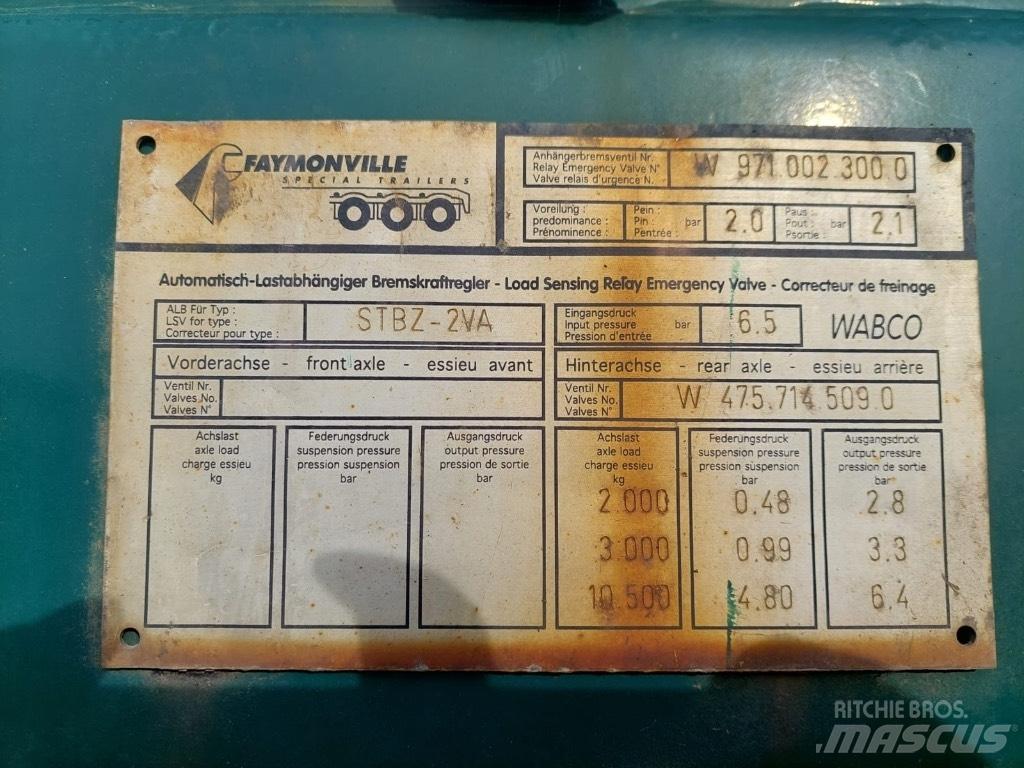 FAYMONVILLE
SPECIAL TRAILERS
Anhängerbremsventil Nr.
Relay Emergency Valve N°
Valve relais d'urgence N.
W 971.002.300.0
Voreilung :
predominance :
Prénominence :
Pein :
Pin : bar
Pentrée :
2.0
Paus :
Pout : bar
Psortie :
2.1
Automatisch-Lastabhängiger Bremskraftregler - Load Sensing Relay Emergency Valve - Correcteur de freinage
ALB Für Typ :
LSV for type :
Correcteur pour type :
STBZ-2VA
Eingangsdruck
Input pressure bar
Pression d'entrée
6.5
WABCO
Vorderachse - front axle - essieu avant
Hinterachse - rear axle - essieu arrière
Ventil Nr.
Valves No.
Valves N°
Ventil Nr.
Valves No.
Valves N°
W 475.714.509.0
Achslast
axle load
charge essieu
kg
Federungsdruck
suspension pressure
pression suspension
bar
Ausgangsdruck
output pressure
pression de sortie
bar
Achslast
axle load
charge essieu
kg
Federungsdruck
suspension pressure
pression suspension
bar
Ausgangsdruck
output pressure
pression de sortie
bar
2.000 0.48 2.8
3.000 0.99 3.3
10.500 4.80 6.4
RITCHIE BROS.
MASCUS